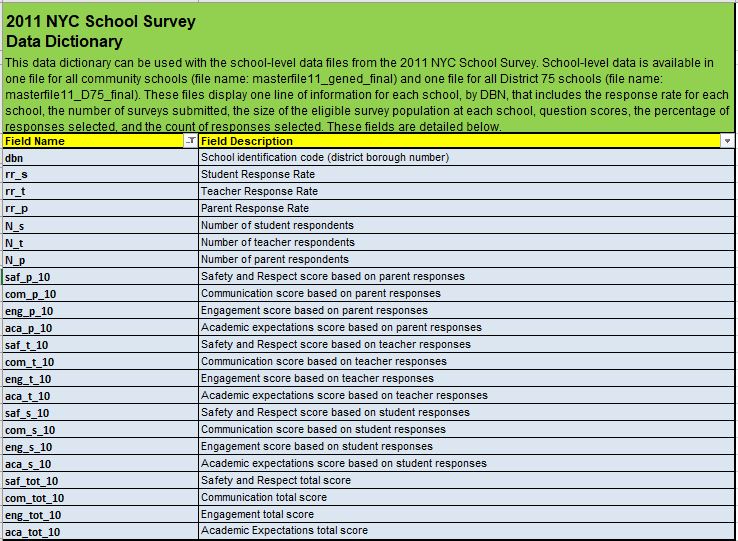 2011 NYC School Survey
Data Dictionary
This data dictionary can be used with the school-level data files from the 2011 NYC School Survey. School-level data is available in
one file for all community schools (file name: masterfile11_gened_final) and one file for all District 75 schools (file name:
masterfile11_D75_final). These files display one line of information for each school, by DBN, that includes the response rate for each
school, the number of surveys submitted, the size of the eligible survey population at each school, question scores, the percentage of
responses selected, and the count of responses selected. These fields are detailed below.
Field Name Field Description
dbn School identification code (district borough number)
rr_s Student Response Rate
rr_t Teacher Response Rate
rr_p Parent Response Rate
N_s Number of student respondents
N_t Number of teacher respondents
N_p Number of parent respondents
saf_p_10 Safety and Respect score based on parent responses
com_p_10 Communication score based on parent responses
eng_p_10 Engagement score based on parent responses
aca_p_10 Academic expectations score based on parent responses
saf_t_10 Safety and Respect score based on teacher responses
com_t_10 Communication score based on teacher responses
eng_t_10 Engagement score based on teacher responses
aca_t_10 Academic expectations score based on teacher responses
saf_s_10 Safety and Respect score based on student responses
com_s_10 Communication score based on student responses
eng_s_10 Engagement score based on student responses
aca_s_10 Academic expectations score based on student responses
saf_tot_10 Safety and Respect total score
com_tot_10 Communication total score
eng_tot_10 Engagement total score
aca_tot_10 Academic Expectations total score